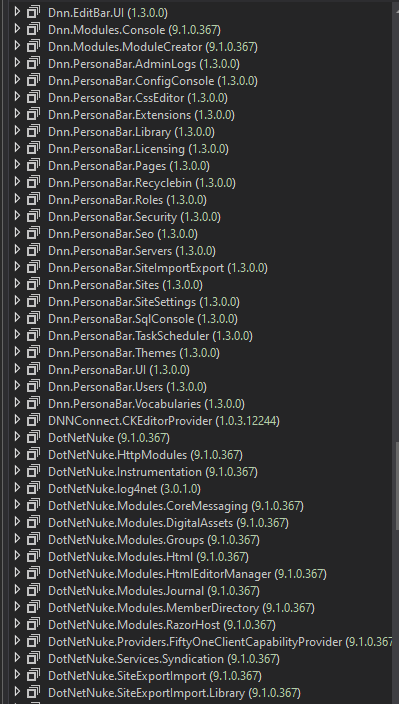 Dnn.EditBar.UI (1.3.0.0)
Dnn.Modules.Console (9.1.0.367)
Dnn.Modules.ModuleCreator (9.1.0.367)
Dnn.PersonaBar.AdminLogs (1.3.0.0)
Dnn.PersonaBar.ConfigConsole (1.3.0.0)
Dnn.PersonaBar.CssEditor (1.3.0.0)
Dnn.PersonaBar.Extensions (1.3.0.0)
Dnn.PersonaBar.Library (1.3.0.0)
Dnn.PersonaBar.Licensing (1.3.0.0)
Dnn.PersonaBar.Pages (1.3.0.0)
Dnn.PersonaBar.Recyclebin (1.3.0.0)
Dnn.PersonaBar.Roles (1.3.0.0)
Dnn.PersonaBar.Security (1.3.0.0)
Dnn.PersonaBar.Seo (1.3.0.0)
Dnn.PersonaBar.Servers (1.3.0.0)
Dnn.PersonaBar.SiteImportExport (1.3.0.0)
Dnn.PersonaBar.Sites (1.3.0.0)
Dnn.PersonaBar.SiteSettings (1.3.0.0)
Dnn.PersonaBar.SqlConsole (1.3.0.0)
Dnn.PersonaBar.TaskScheduler (1.3.0.0)
Dnn.PersonaBar.Themes (1.3.0.0)
Dnn.PersonaBar.UI (1.3.0.0)
Dnn.PersonaBar.Users (1.3.0.0)
Dnn.PersonaBar.Vocabularies (1.3.0.0)
DNNConnect.CKEditorProvider (1.0.3.12244)
DotNetNuke (9.1.0.367)
DotNetNuke.HttpModules (9.1.0.367)
DotNetNuke.Instrumentation (9.1.0.367)
DotNetNuke.log4net (3.0.1.0)
DotNetNuke.Modules.CoreMessaging (9.1.0.367)
DotNetNuke.Modules.DigitalAssets (9.1.0.367)
DotNetNuke.Modules.Groups (9.1.0.367)
DotNetNuke.Modules.Html (9.1.0.367)
DotNetNuke.Modules.HtmlEditorManager (9.1.0.367)
DotNetNuke.Modules.Journal (9.1.0.367)
DotNetNuke.Modules.MemberDirectory (9.1.0.367)
DotNetNuke.Modules.RazorHost (9.1.0.367)
DotNetNuke.Providers.FiftyOneClientCapabilityProvider (9.1.0.367
DotNetNuke.Services.Syndication (9.1.0.367)
DotNetNuke.SiteExportImport (9.1.0.367)
DotNetNuke.SiteExportImport.Library (9.1.0.367)